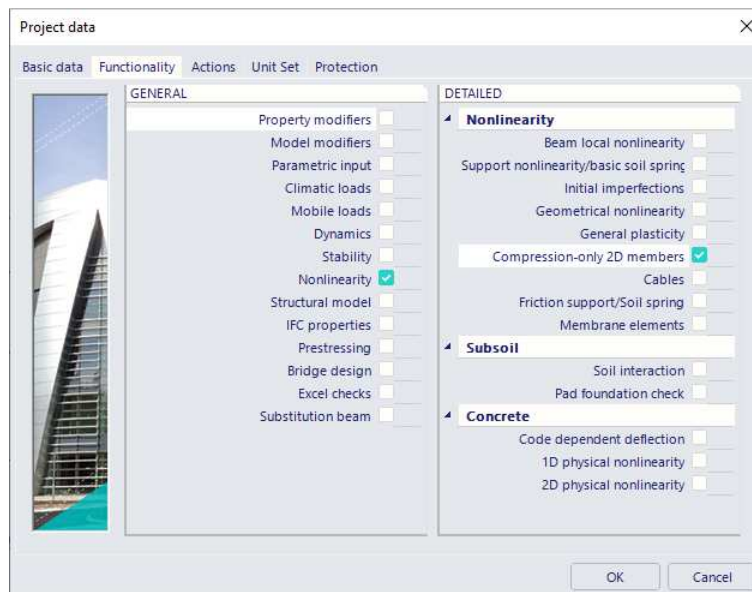 Project data
Basic data Functionality Actions Unit Set Protection
GENERAL
Property modifiers
Model modifiers
Parametric input
Climatic loads
Mobile loads
Dynamics
Stability
Nonlinearity
Structural model
IFC properties
Prestressing
Bridge design
Excel checks
Substitution beam
DETAILED
Nonlinearity
Beam local nonlinearity
Support nonlinearity/basic soil spring
Initial imperfections
Geometrical nonlinearity
General plasticity
Compression-only 2D members
Cables
Friction support/Soil spring
Membrane elements
Subsoil
Soil interaction
Pad foundation check
Concrete
Code dependent deflection
1D physical nonlinearity
2D physical nonlinearity
OK Cancel